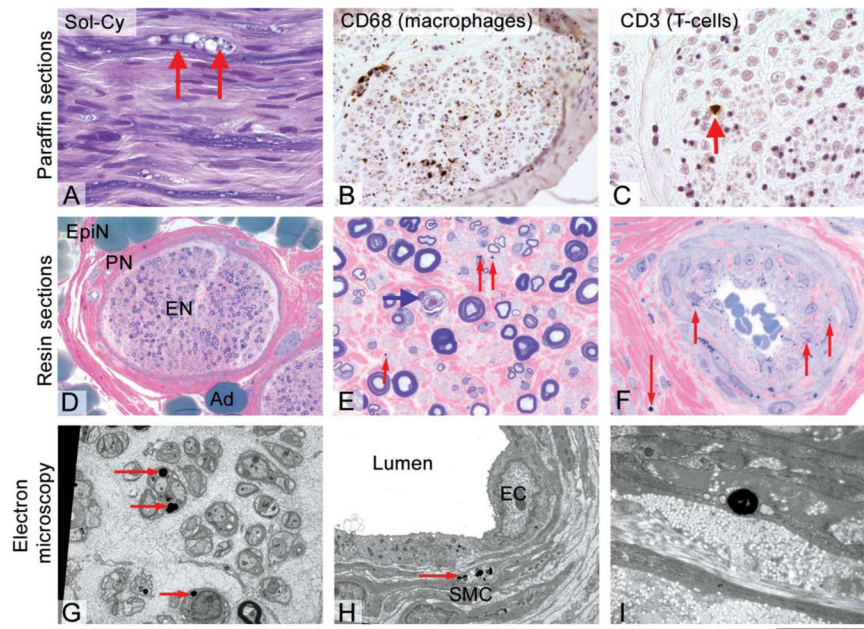 Paraffin sections
Sol-Cy
A
CD68 (macrophages)
B
CD3 (T-cells)
C
Resin sections
EpiN
PN
EN
Ad
D
E
F
Electron
microscopy
G
Lumen
EC
SMC
H
I